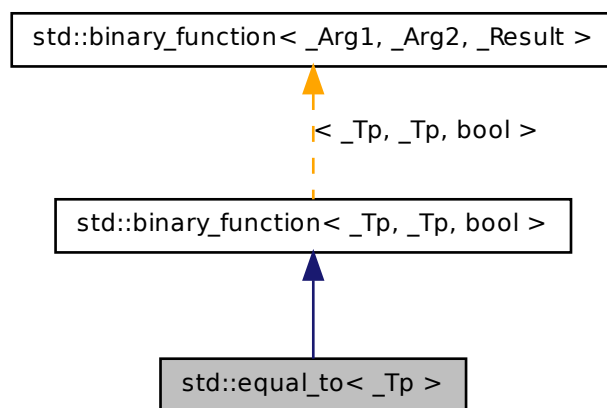 std::binary_function< _Arg1, _Arg2, _Result >
< _Tp, _Tp, bool >
std::binary_function< _Tp, _Tp, bool >
std::equal_to< _Tp >